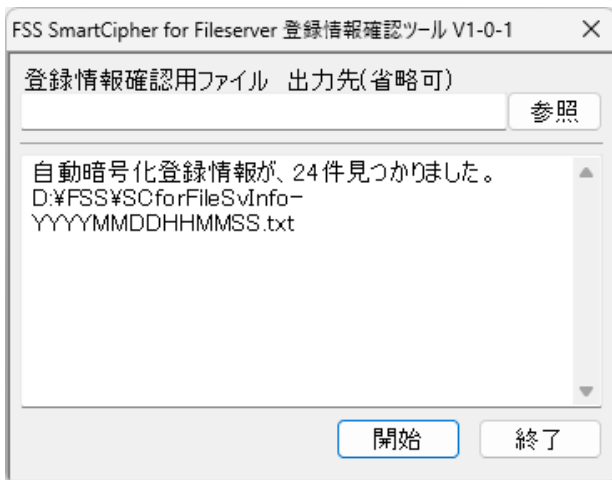 FSS SmartCipher for Fileserver 登録情報確認ツール V1-0-1
登録情報確認用ファイル 出力先(省略可)
参照
自動暗号化登録情報が、24件見つかりました。
D:¥FSS¥SCforFileSvInfo-
YYYYMMDDHHMMSS.txt
開始
終了